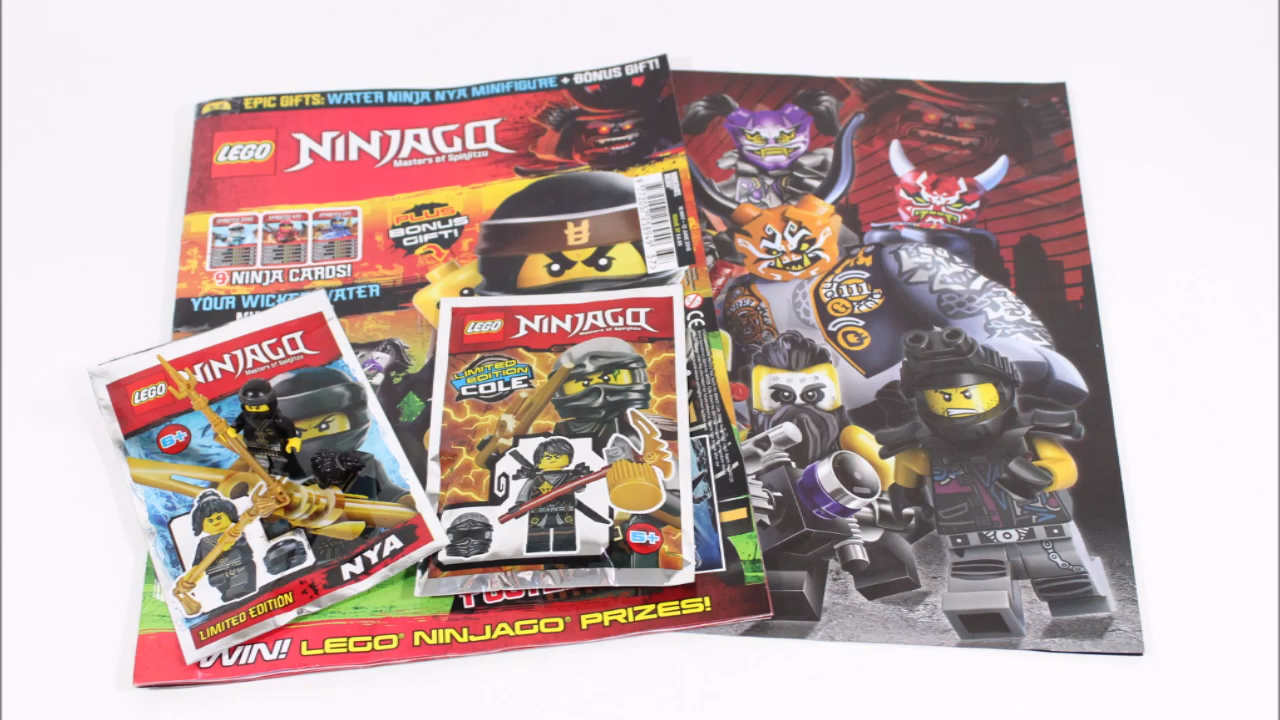 EPIC GIFTS: WATER NINJA NYA MINIFIGURE + BONUS GIFT!
LEGO NINJAGO
Masters of Spinjitzu
PLUS
BONUS
GIFT!
9 NINJA CARDS!
YOUR WICKED WATER
LEGO NINJAGO
Masters of Spinjitzu
6+
NYA
LIMITED EDITION
LEGO NINJAGO
Masters of Spinjitzu
LIMITED
EDITION
COLE
6+
CE
WIN! LEGO® NINJAGO® PRIZES!